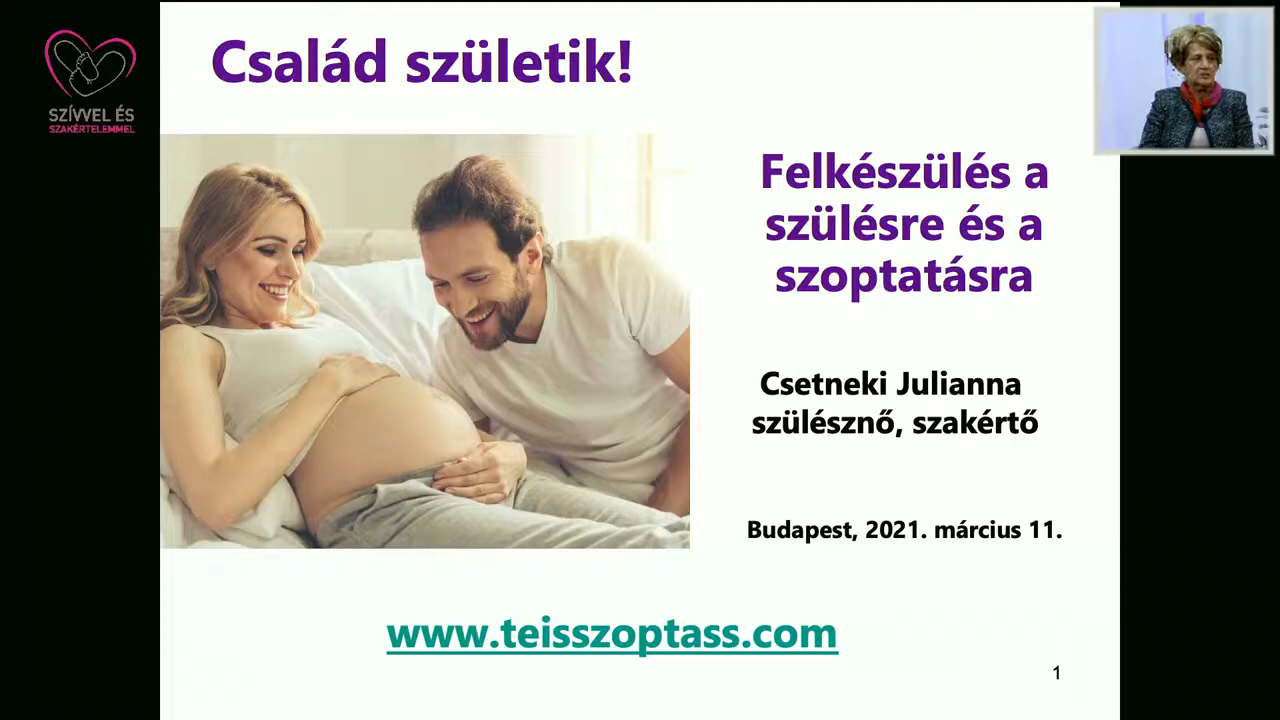 Család születik!
SZÍVVEL ÉS
SZAKÉRTELEMMEL
Felkészülés a
szülésre és a
szoptatásra
Csetneki Julianna
szülésznő, szakértő
Budapest, 2021. március 11.
www.teisszoptass.com
1